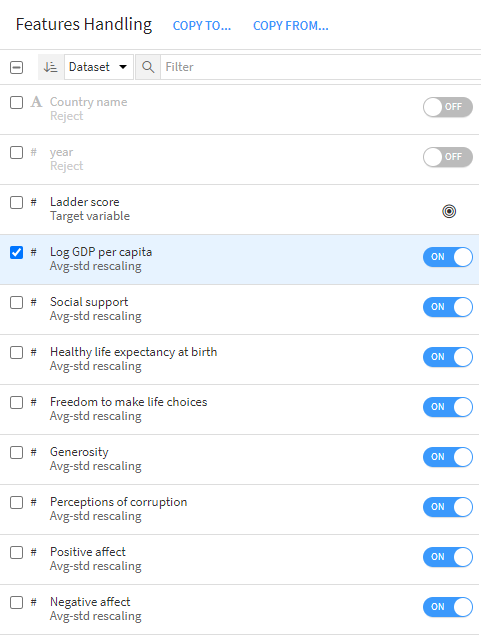 Features Handling COPY TO... COPY FROM...
Dataset Filter
A Country name
Reject OFF
# year
Reject OFF
# Ladder score
Target variable
# Log GDP per capita
Avg-std rescaling ON
# Social support
Avg-std rescaling ON
# Healthy life expectancy at birth
Avg-std rescaling ON
# Freedom to make life choices
Avg-std rescaling ON
# Generosity
Avg-std rescaling ON
# Perceptions of corruption
Avg-std rescaling ON
# Positive affect
Avg-std rescaling ON
# Negative affect
Avg-std rescaling ON